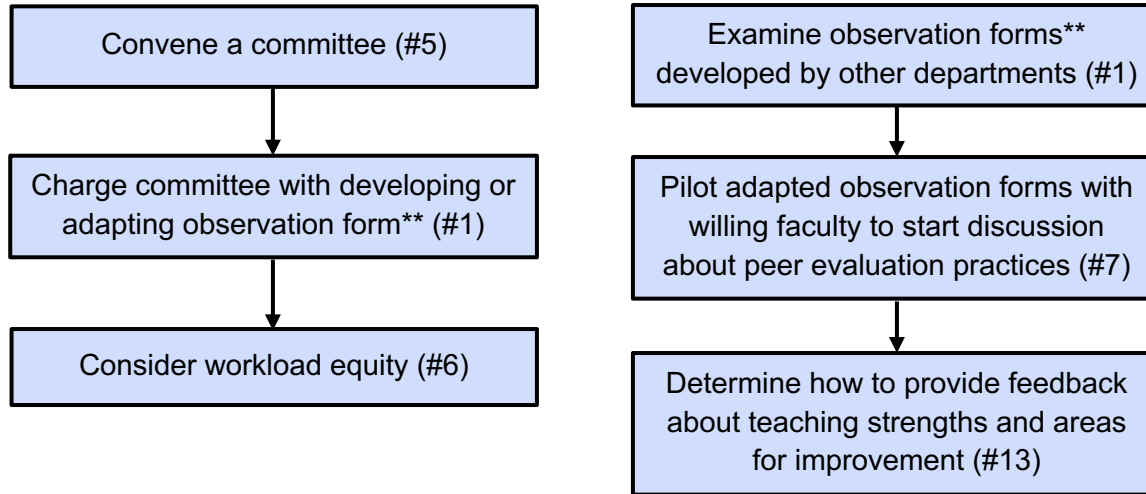 Convene a committee (#5)
Charge committee with developing or
adapting observation form** (#1)
Consider workload equity (#6)
Examine observation forms**
developed by other departments (#1)
Pilot adapted observation forms with
willing faculty to start discussion
about peer evaluation practices (#7)
Determine how to provide feedback
about teaching strengths and areas
for improvement (#13)